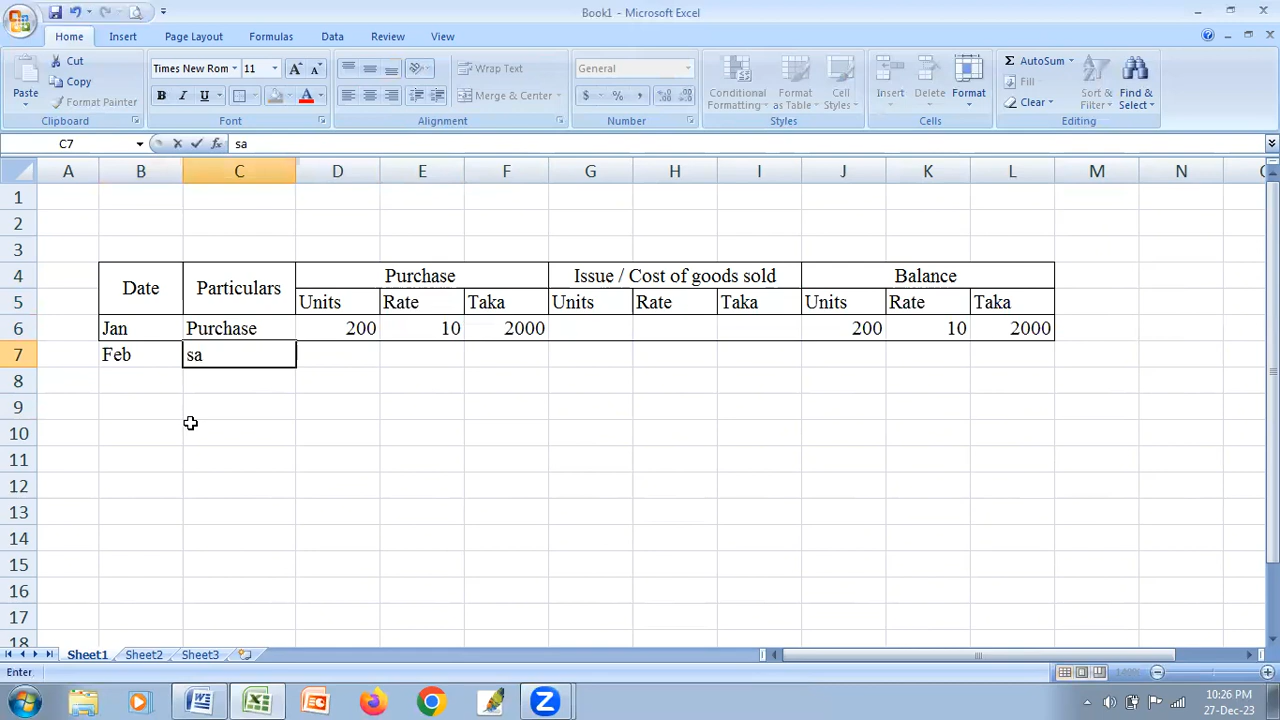 Book1 - Microsoft Excel
Home Insert Page Layout Formulas Data Review View
Paste
Cut
Copy
Format Painter
Clipboard
Times New Rom 11
B I U
Font
Wrap Text
Merge & Center
Alignment
General
$ % ,
Number
Conditional Formatting
Format as Table
Cell Styles
Styles
Insert Delete Format
Cells
Σ AutoSum
Fill
Clear
Sort & Filter
Find & Select
Editing
C7 fx sa
A B C D E F G H I J K L M N
1
2
3
4 Date Particulars Purchase Issue / Cost of goods sold Balance
5 Units Rate Taka Units Rate Taka Units Rate Taka
6 Jan Purchase 200 10 2000 200 10 2000
7 Feb sa
8
9
10
11
12
13
14
15
16
17
18
Sheet1 Sheet2 Sheet3
Enter
10:26 PM
27-Dec-23